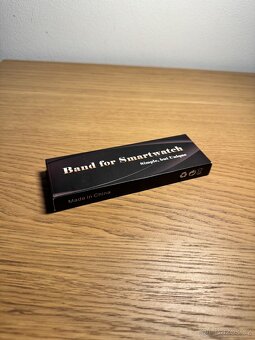 Band for Smartwatch
Simple, but Unique
Made in China